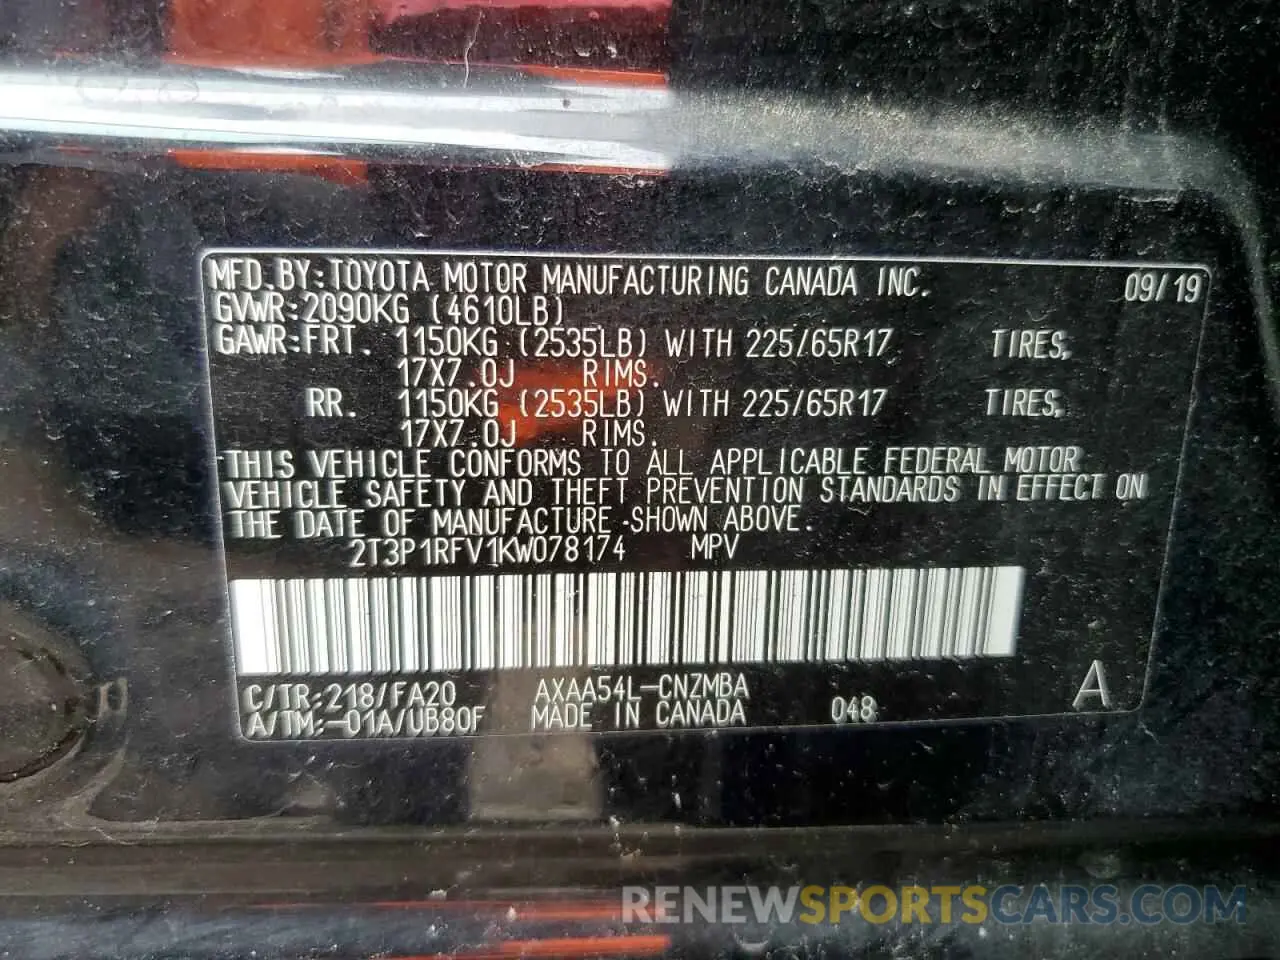 MFD.BY:TOYOTA MOTOR MANUFACTURING CANADA INC. 09/19
GVWR:2090KG (4610LB)
GAWR:FRT. 1150KG (2535LB) WITH 225/65R17 TIRES,
17X7.0J RIMS.
RR. 1150KG (2535LB) WITH 225/65R17 TIRES,
17X7.0J RIMS.
THIS VEHICLE CONFORMS TO ALL APPLICABLE FEDERAL MOTOR
VEHICLE SAFETY AND THEFT PREVENTION STANDARDS IN EFFECT ON
THE DATE OF MANUFACTURE SHOWN ABOVE.
2T3P1RFV1KW078174 MPV
C/TR:218/FA20 AXAA54L-CNZMBA A
A/TM:-01A/UB80F MADE IN CANADA 048
RENEWSPORTSCARS.COM